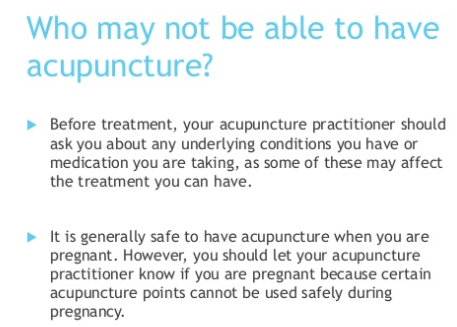 Who may not be able to have
acupuncture?
Before treatment, your acupuncture practitioner should
ask you about any underlying conditions you have or
medication you are taking, as some of these may affect
the treatment you can have.
It is generally safe to have acupuncture when you are
pregnant. However, you should let your acupuncture
practitioner know if you are pregnant because certain
acupuncture points cannot be used safely during
pregnancy.